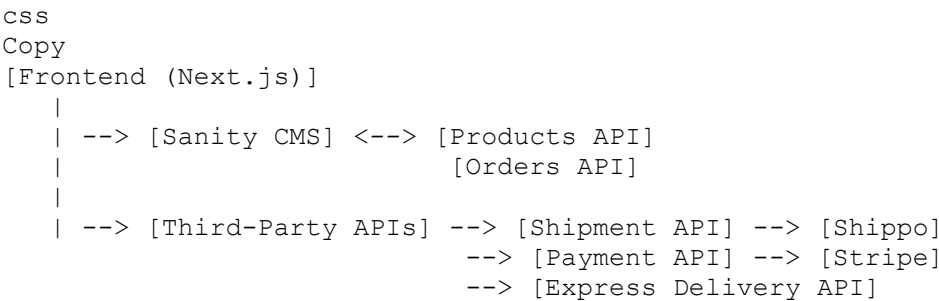 css
Copy
[Frontend (Next.js)]
   |
   | --> [Sanity CMS] <--> [Products API]
   |                       [Orders API]
   |
   | --> [Third-Party APIs] --> [Shipment API] --> [Shippo]
                            --> [Payment API] --> [Stripe]
                            --> [Express Delivery API]